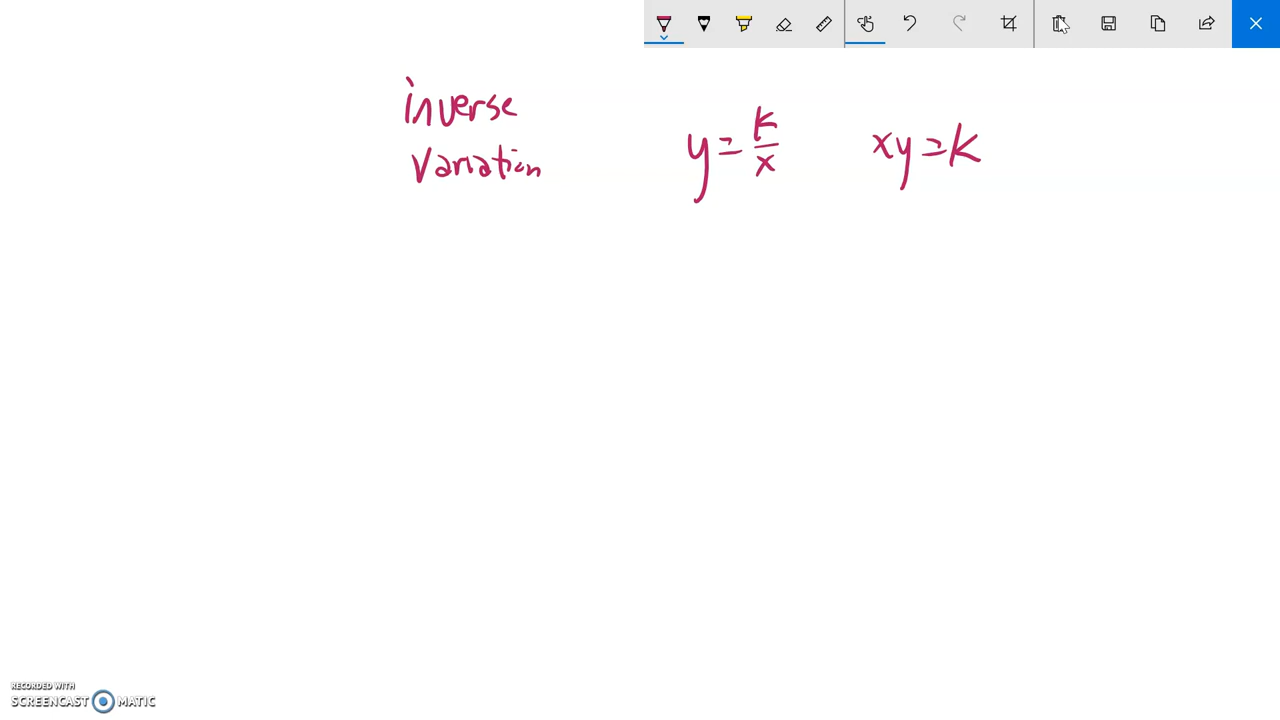 inverse
variation
y = k/x
xy = k
RECORDED WITH
SCREENCAST MATIC